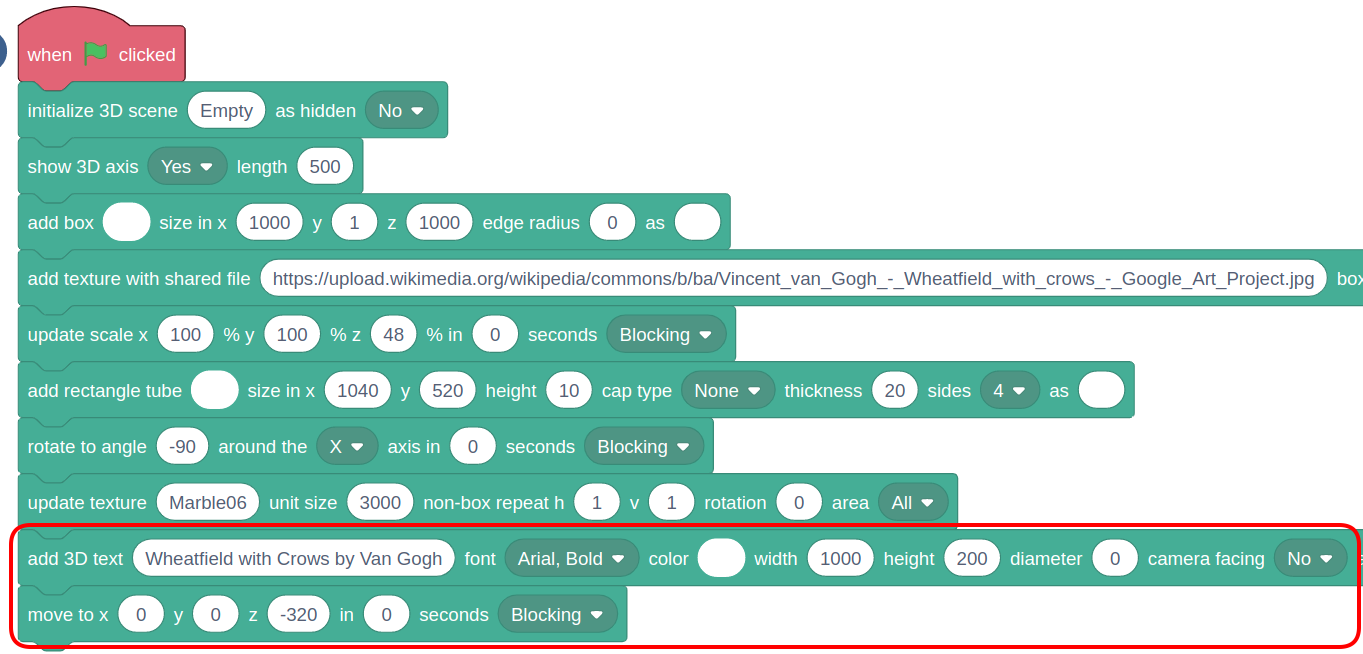 when clicked
initialize 3D scene Empty as hidden No
show 3D axis Yes length 500
add box size in x 1000 y 1 z 1000 edge radius 0 as
add texture with shared file https://upload.wikimedia.org/wikipedia/commons/b/ba/Vincent_van_Gogh_-_Wheatfield_with_crows_-_Google_Art_Project.jpg box
update scale x 100 % y 100 % z 48 % in 0 seconds Blocking
add rectangle tube size in x 1040 y 520 height 10 cap type None thickness 20 sides 4 as
rotate to angle -90 around the X axis in 0 seconds Blocking
update texture Marble06 unit size 3000 non-box repeat h 1 v 1 rotation 0 area All
add 3D text Wheatfield with Crows by Van Gogh font Arial, Bold color width 1000 height 200 diameter 0 camera facing No
move to x 0 y 0 z -320 in 0 seconds Blocking